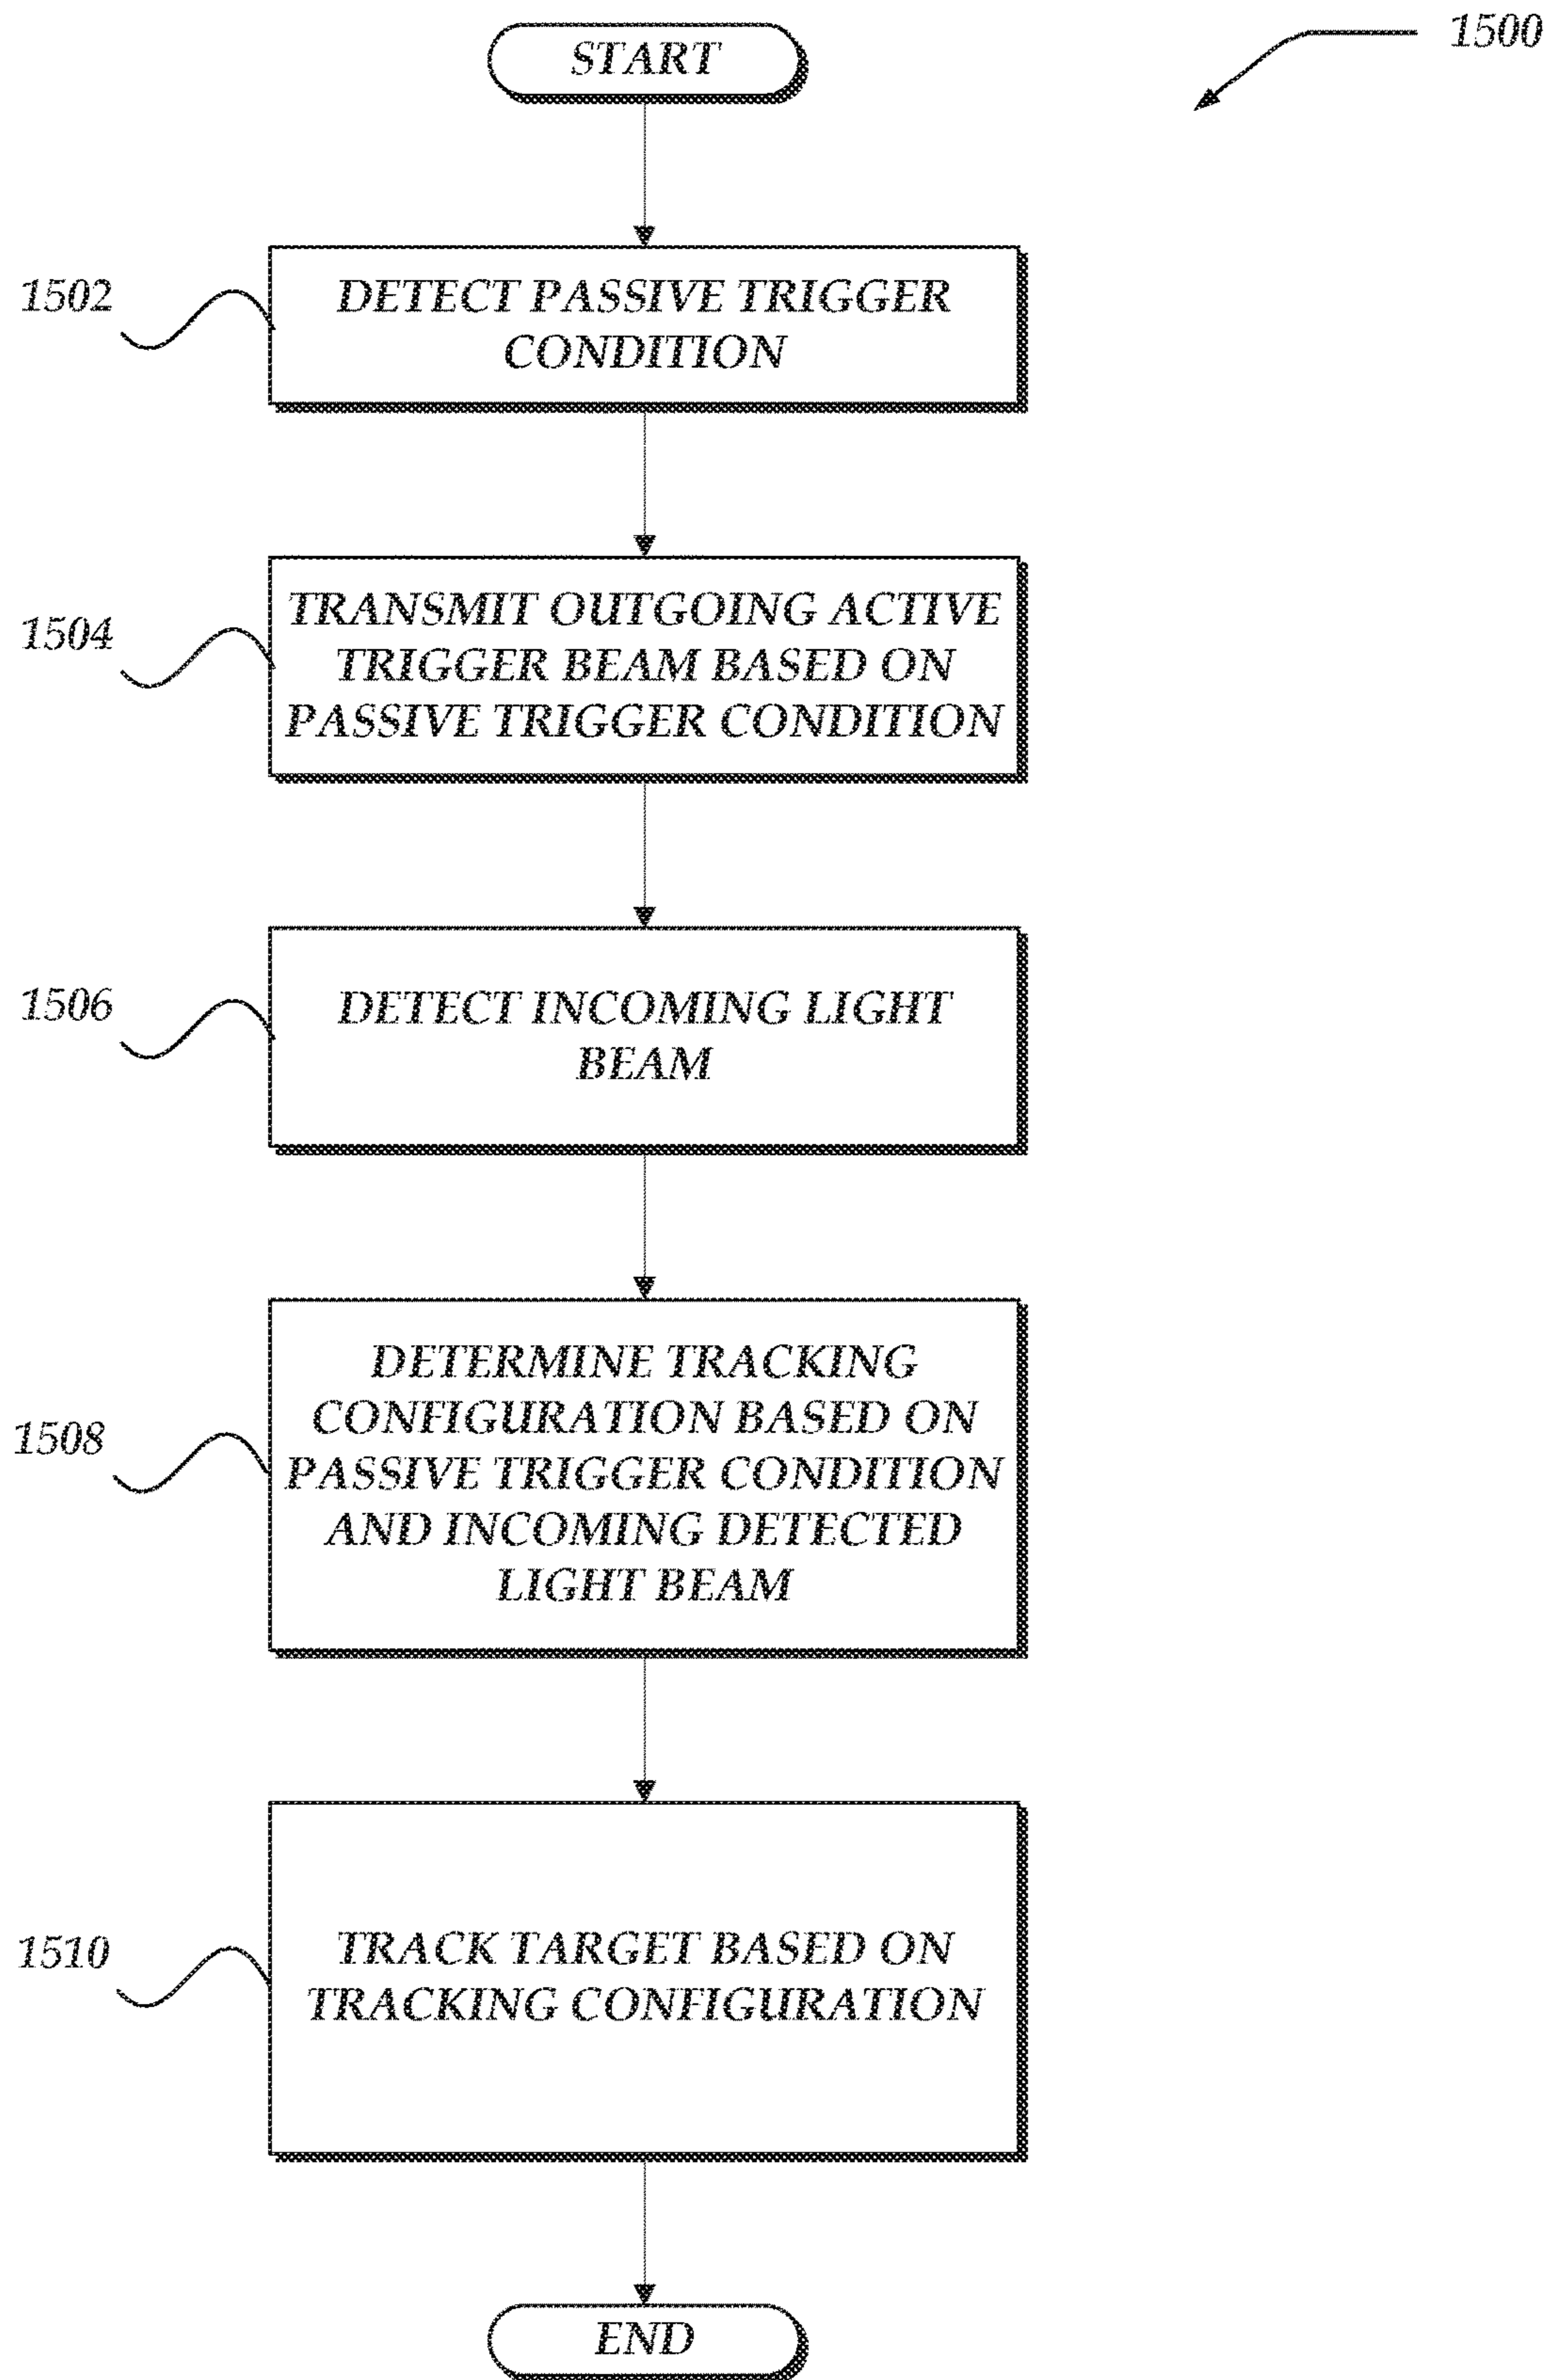 START
1500
1502
DETECT PASSIVE TRIGGER
CONDITION
1504
TRANSMIT OUTGOING ACTIVE
TRIGGER BEAM BASED ON
PASSIVE TRIGGER CONDITION
1506
DETECT INCOMING LIGHT
BEAM
1508
DETERMINE TRACKING
CONFIGURATION BASED ON
PASSIVE TRIGGER CONDITION
AND INCOMING DETECTED
LIGHT BEAM
1510
TRACK TARGET BASED ON
TRACKING CONFIGURATION
END